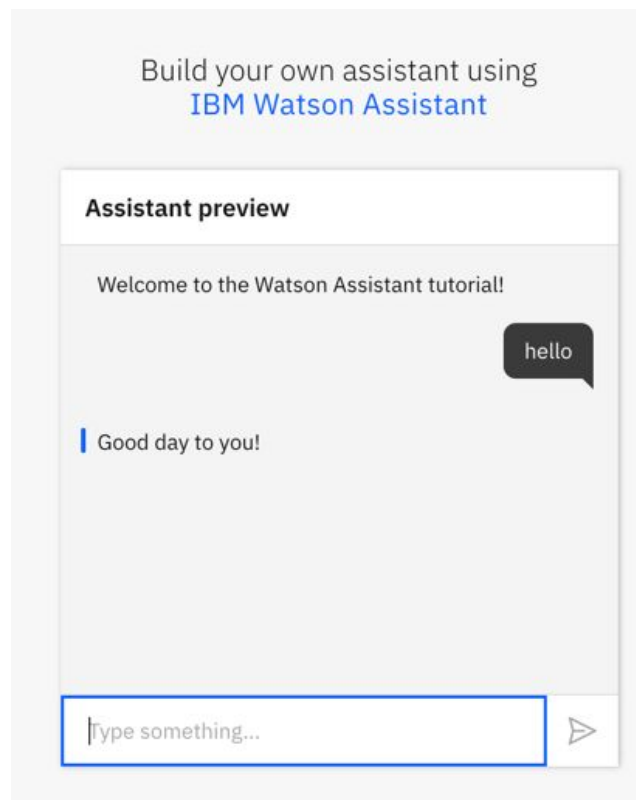 Build your own assistant using
IBM Watson Assistant
Assistant preview
Welcome to the Watson Assistant tutorial!
hello
Good day to you!
Type something...